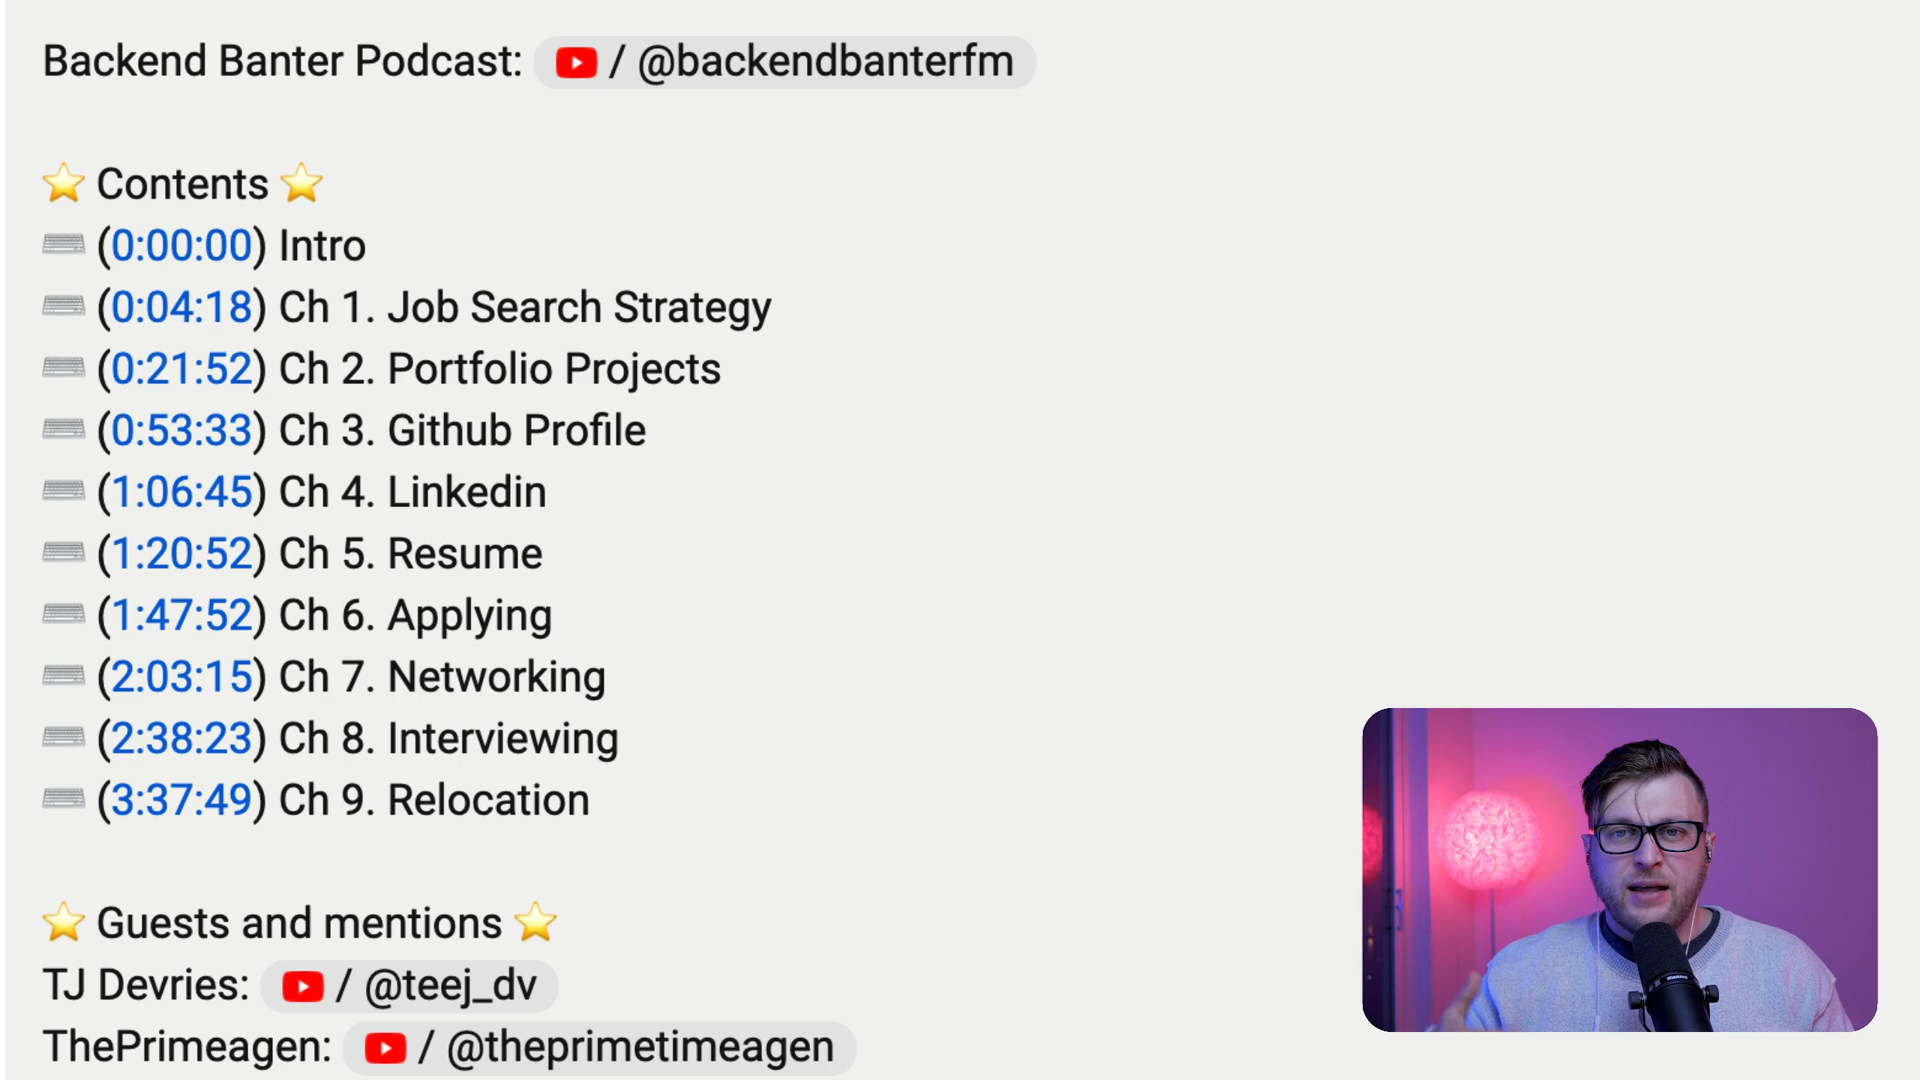 Backend Banter Podcast: / @backendbanterfm
⭐ Contents ⭐
⌨️ (0:00:00) Intro
⌨️ (0:04:18) Ch 1. Job Search Strategy
⌨️ (0:21:52) Ch 2. Portfolio Projects
⌨️ (0:53:33) Ch 3. Github Profile
⌨️ (1:06:45) Ch 4. Linkedin
⌨️ (1:20:52) Ch 5. Resume
⌨️ (1:47:52) Ch 6. Applying
⌨️ (2:03:15) Ch 7. Networking
⌨️ (2:38:23) Ch 8. Interviewing
⌨️ (3:37:49) Ch 9. Relocation
⭐ Guests and mentions ⭐
TJ Devries: / @teej_dv
ThePrimeagen: / @theprimetimeagen